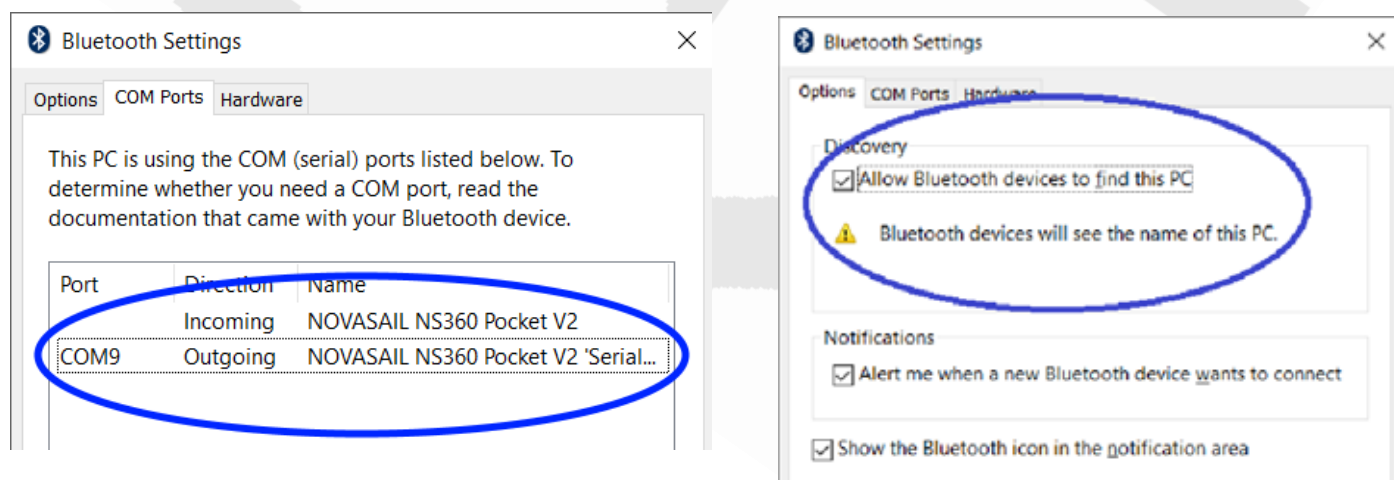 Bluetooth Settings
Options COM Ports Hardware
This PC is using the COM (serial) ports listed below. To
determine whether you need a COM port, read the
documentation that came with your Bluetooth device.
Port Direction Name
Incoming NOVASAIL NS360 Pocket V2
COM9 Outgoing NOVASAIL NS360 Pocket V2 'Serial...
Bluetooth Settings
Options COM Ports Hardware
Discovery
Allow Bluetooth devices to find this PC
Bluetooth devices will see the name of this PC.
Notifications
Alert me when a new Bluetooth device wants to connect
Show the Bluetooth icon in the notification area